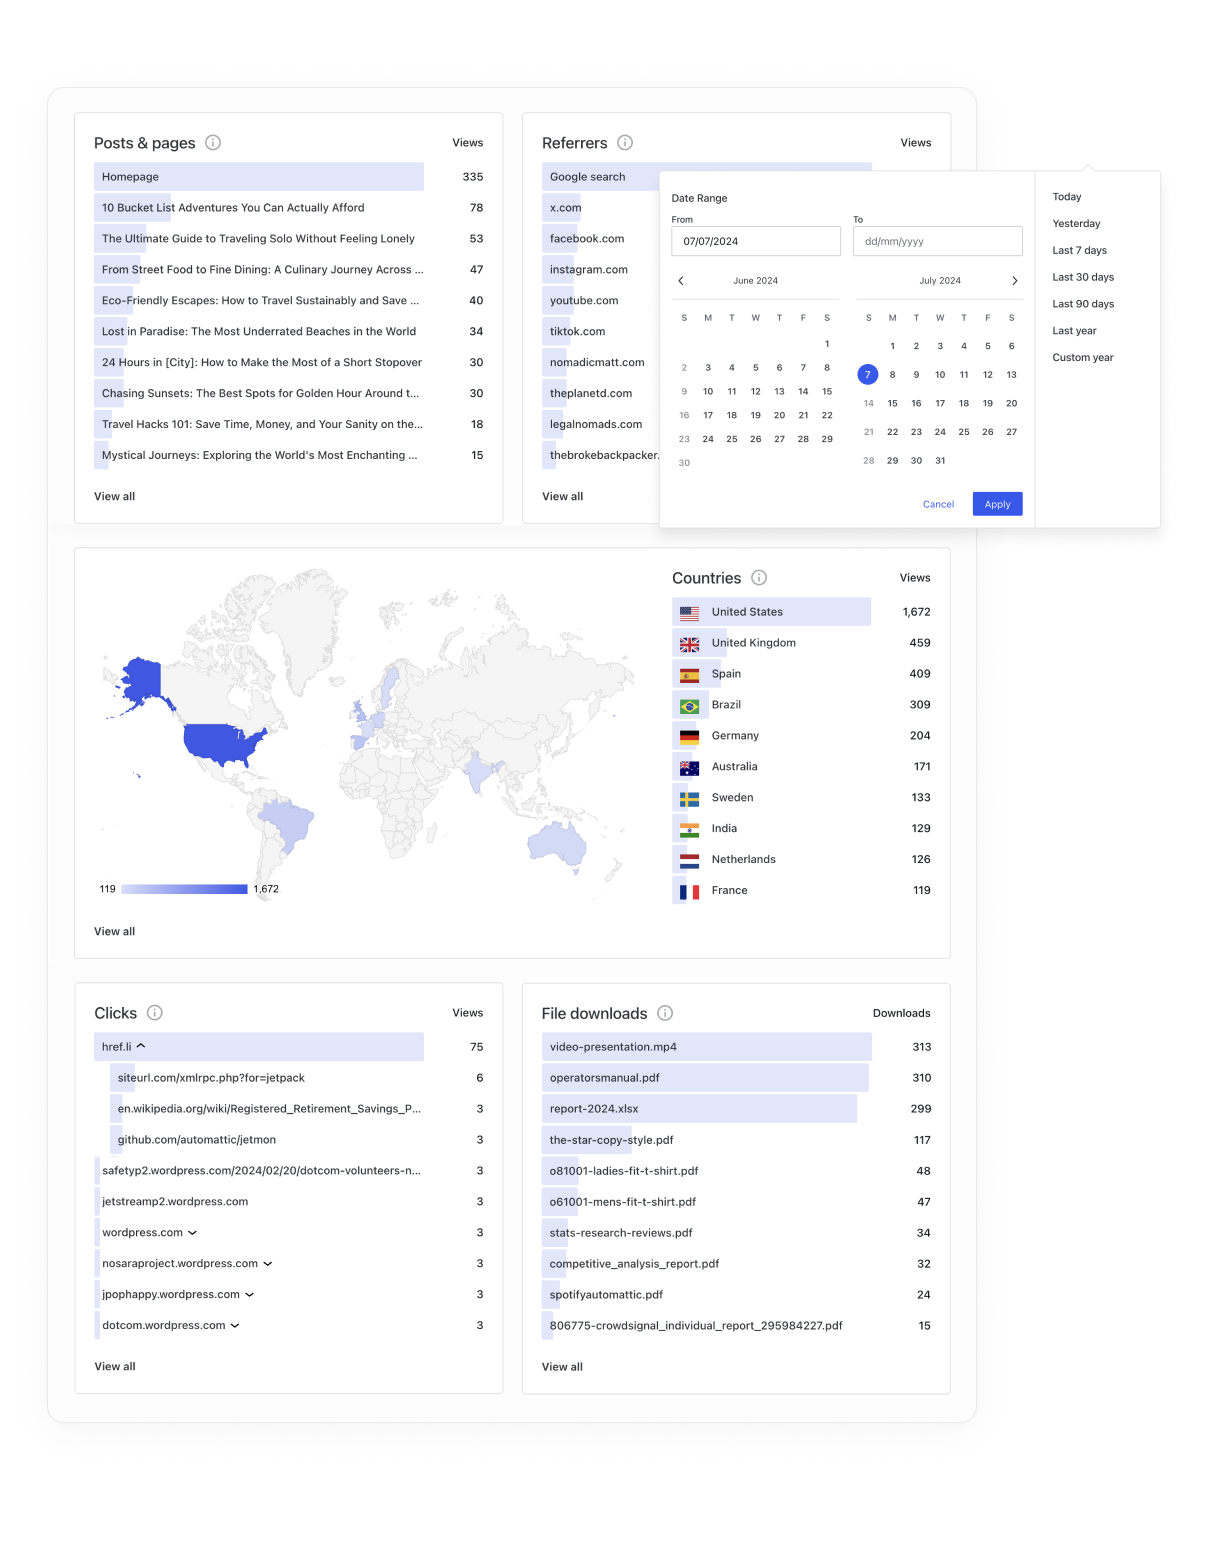 Posts & pages Views
Homepage 335
10 Bucket List Adventures You Can Actually Afford 78
The Ultimate Guide to Traveling Solo Without Feeling Lonely 53
From Street Food to Fine Dining: A Culinary Journey Across ... 47
Eco-Friendly Escapes: How to Travel Sustainably and Save ... 40
Lost in Paradise: The Most Underrated Beaches in the World 34
24 Hours in [City]: How to Make the Most of a Short Stopover 30
Chasing Sunsets: The Best Spots for Golden Hour Around t... 30
Travel Hacks 101: Save Time, Money, and Your Sanity on the... 18
Mystical Journeys: Exploring the World's Most Enchanting ... 15
View all
Referrers Views
Google search
x.com
facebook.com
instagram.com
youtube.com
tiktok.com
nomadicmatt.com
theplanetd.com
legalnomads.com
thebrokebackpacker.
View all
Date Range
From To
07/07/2024 dd/mm/yyyy
June 2024
S M T W T F S
1
2 3 4 5 6 7 8
9 10 11 12 13 14 15
16 17 18 19 20 21 22
23 24 25 26 27 28 29
30
July 2024
S M T W T F S
1 2 3 4 5 6
7 8 9 10 11 12 13
14 15 16 17 18 19 20
21 22 23 24 25 26 27
28 29 30 31
Cancel Apply
Today
Yesterday
Last 7 days
Last 30 days
Last 90 days
Last year
Custom year
119 1,672
View all
Countries Views
United States 1,672
United Kingdom 459
Spain 409
Brazil 309
Germany 204
Australia 171
Sweden 133
India 129
Netherlands 126
France 119
Clicks Views
href.li 75
siteurl.com/xmlrpc.php?for=jetpack 6
en.wikipedia.org/wiki/Registered_Retirement_Savings_P... 3
github.com/automattic/jetmon 3
safetyp2.wordpress.com/2024/02/20/dotcom-volunteers-n... 3
jetstreamp2.wordpress.com 3
wordpress.com 3
nosaraproject.wordpress.com 3
jpophappy.wordpress.com 3
dotcom.wordpress.com 3
View all
File downloads Downloads
video-presentation.mp4 313
operatorsmanual.pdf 310
report-2024.xlsx 299
the-star-copy-style.pdf 117
o81001-ladies-fit-t-shirt.pdf 48
o61001-mens-fit-t-shirt.pdf 47
stats-research-reviews.pdf 34
competitive_analysis_report.pdf 32
spotifyautomattic.pdf 24
806775-crowdsignal_individual_report_295984227.pdf 15
View all